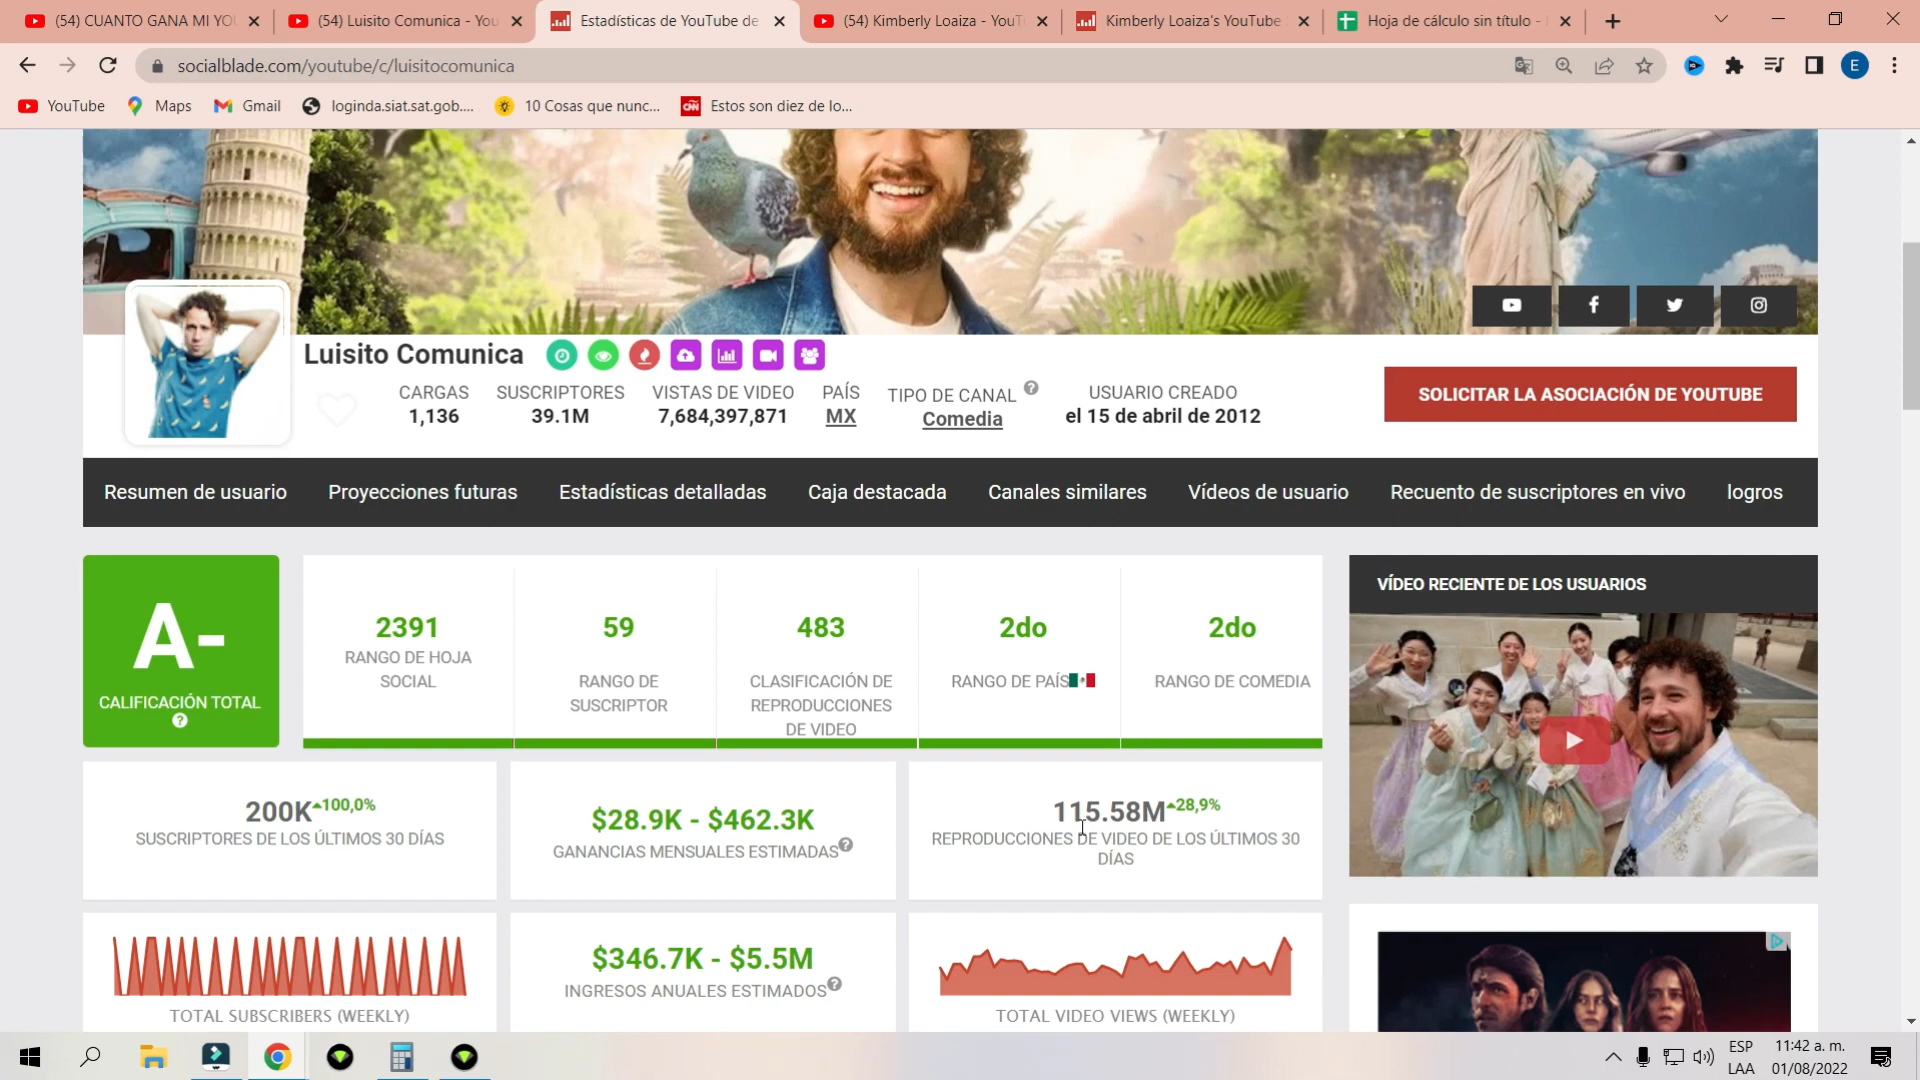 (54) CUANTO GANA MI YOU
(54) Luisito Comunica - You
Estadísticas de YouTube de
(54) Kimberly Loaiza - YouT
Kimberly Loaiza's YouTube
Hoja de cálculo sin título -
socialblade.com/youtube/c/luisitocomunica
E
YouTube
Maps
Gmail
loginda.siat.sat.gob....
10 Cosas que nunc...
CNN
Estos son diez de lo...
Luisito Comunica
CARGAS
1,136
SUSCRIPTORES
39.1M
VISTAS DE VIDEO
7,684,397,871
PAÍS
MX
TIPO DE CANAL ?
Comedia
USUARIO CREADO
el 15 de abril de 2012
SOLICITAR LA ASOCIACIÓN DE YOUTUBE
Resumen de usuario
Proyecciones futuras
Estadísticas detalladas
Caja destacada
Canales similares
Vídeos de usuario
Recuento de suscriptores en vivo
logros
A-
CALIFICACIÓN TOTAL
?
2391
RANGO DE HOJA
SOCIAL
59
RANGO DE
SUSCRIPTOR
483
CLASIFICACIÓN DE
REPRODUCCIONES
DE VIDEO
2do
RANGO DE PAÍS
2do
RANGO DE COMEDIA
VÍDEO RECIENTE DE LOS USUARIOS
200K 100,0%
SUSCRIPTORES DE LOS ÚLTIMOS 30 DÍAS
$28.9K - $462.3K
GANANCIAS MENSUALES ESTIMADAS ?
115.58M 28,9%
REPRODUCCIONES DE VIDEO DE LOS ÚLTIMOS 30
DÍAS
TOTAL SUBSCRIBERS (WEEKLY)
$346.7K - $5.5M
INGRESOS ANUALES ESTIMADOS ?
TOTAL VIDEO VIEWS (WEEKLY)
ESP
LAA
11:42 a. m.
01/08/2022